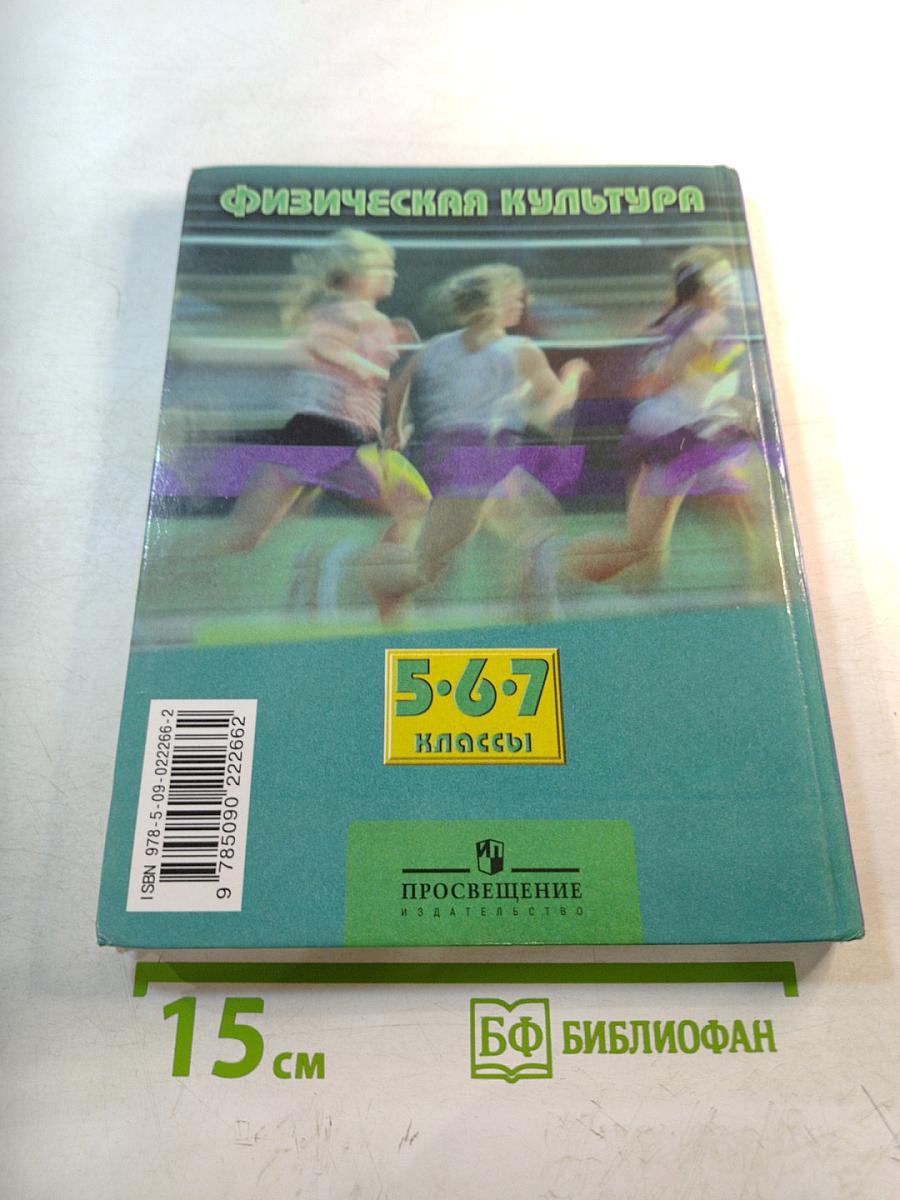 ФИЗИЧЕСКАЯ КУЛЬТУРА
5·6·7
классы
ISBN 978-5-09-022266-2
9 785090 222662
ИП
ПРОСВЕЩЕНИЕ
ИЗДАТЕЛЬСТВО
15 см
БФ БИБЛИОФАН